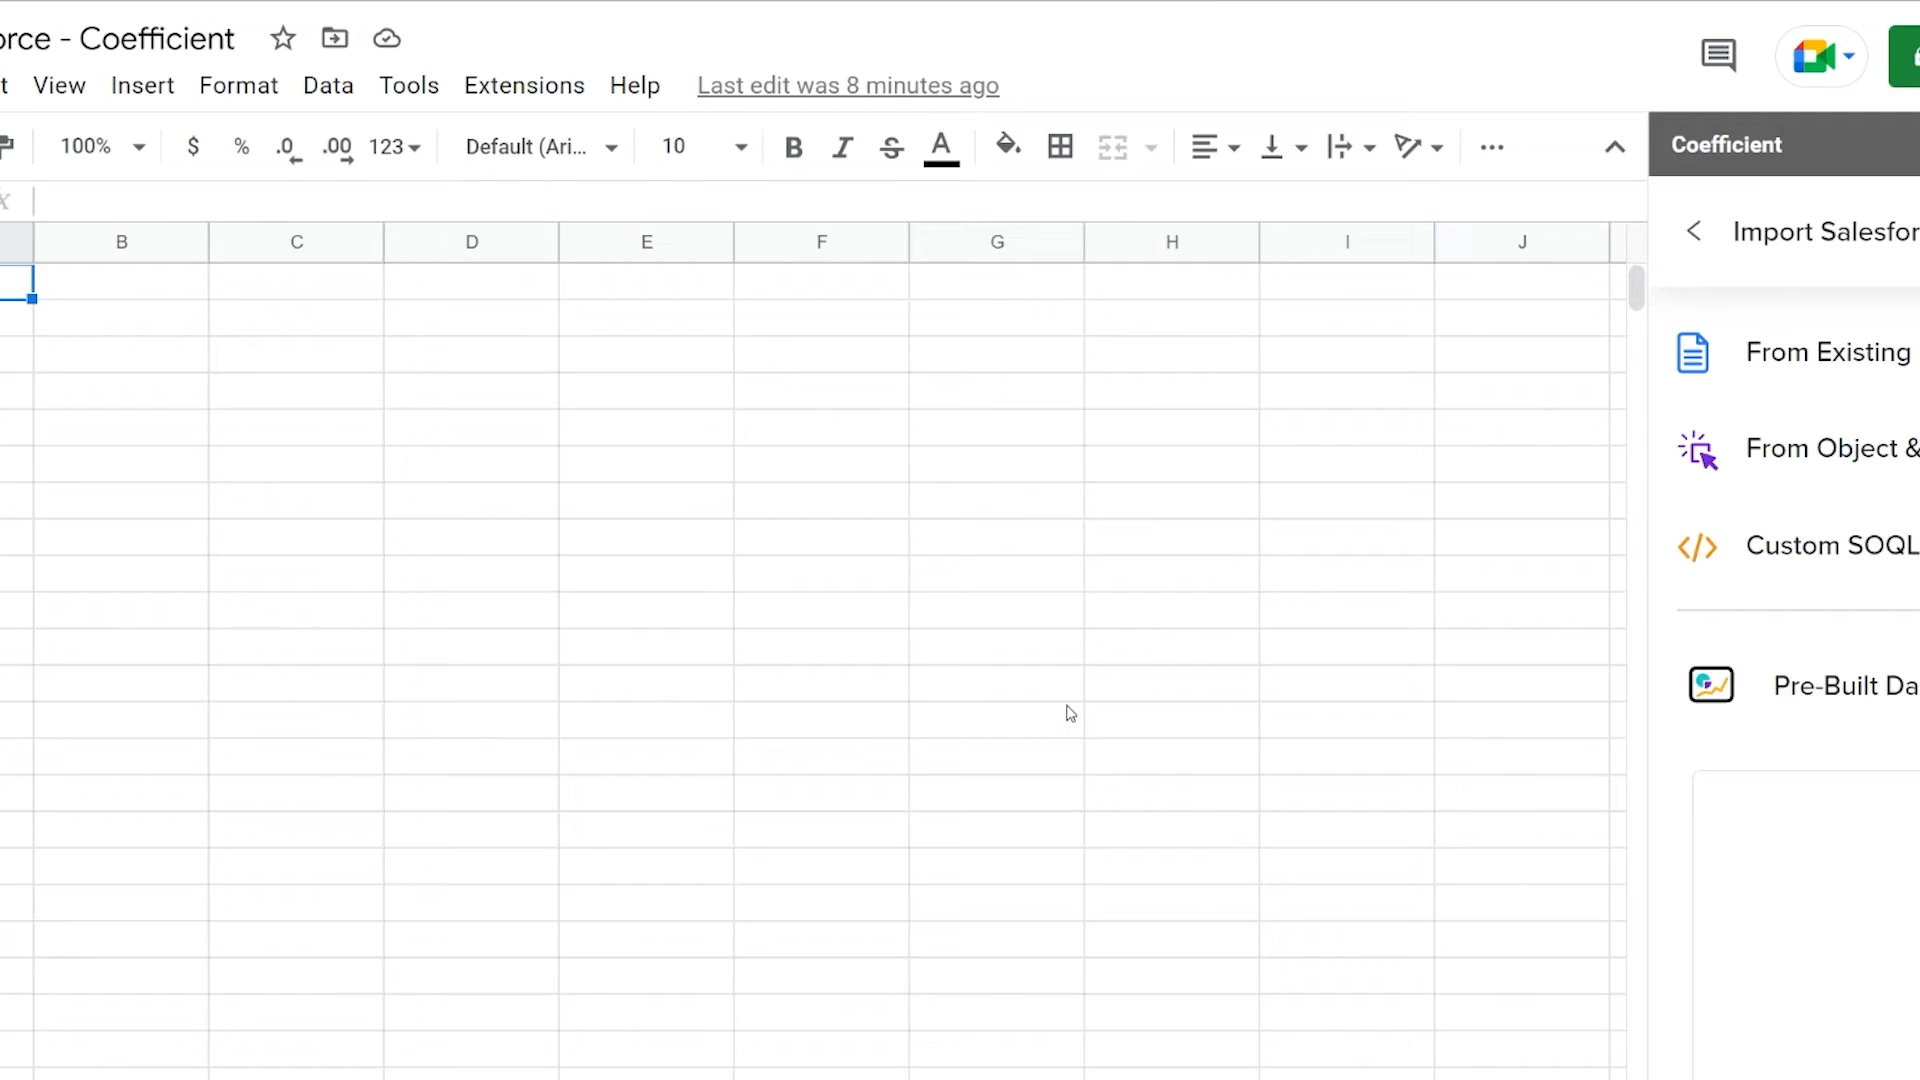 orce - Coefficient
t View Insert Format Data Tools Extensions Help Last edit was 8 minutes ago
100% $ % .0 .00 123 Default (Ari... 10 B I S A ...
Coefficient
B C D E F G H I J
Import Salesfor
From Existing
From Object &
Custom SOQL
Pre-Built Da